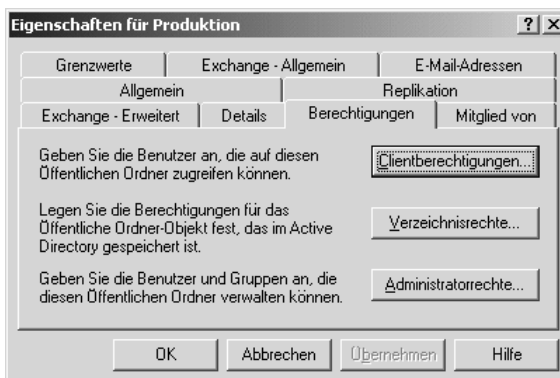 Eigenschaften für Produktion
Grenzwerte
Exchange - Allgemein
E-Mail-Adressen
Allgemein
Replikation
Exchange - Erweitert
Details
Berechtigungen
Mitglied von
Geben Sie die Benutzer an, die auf diesen
Öffentlichen Ordner zugreifen können.
Clientberechtigungen...
Legen Sie die Berechtigungen für das
Öffentliche Ordner-Objekt fest, das im Active
Directory gespeichert ist.
Verzeichnisrechte...
Geben Sie die Benutzer und Gruppen an, die
diesen Öffentlichen Ordner verwalten können.
Administratorrechte...
OK
Abbrechen
Übernehmen
Hilfe